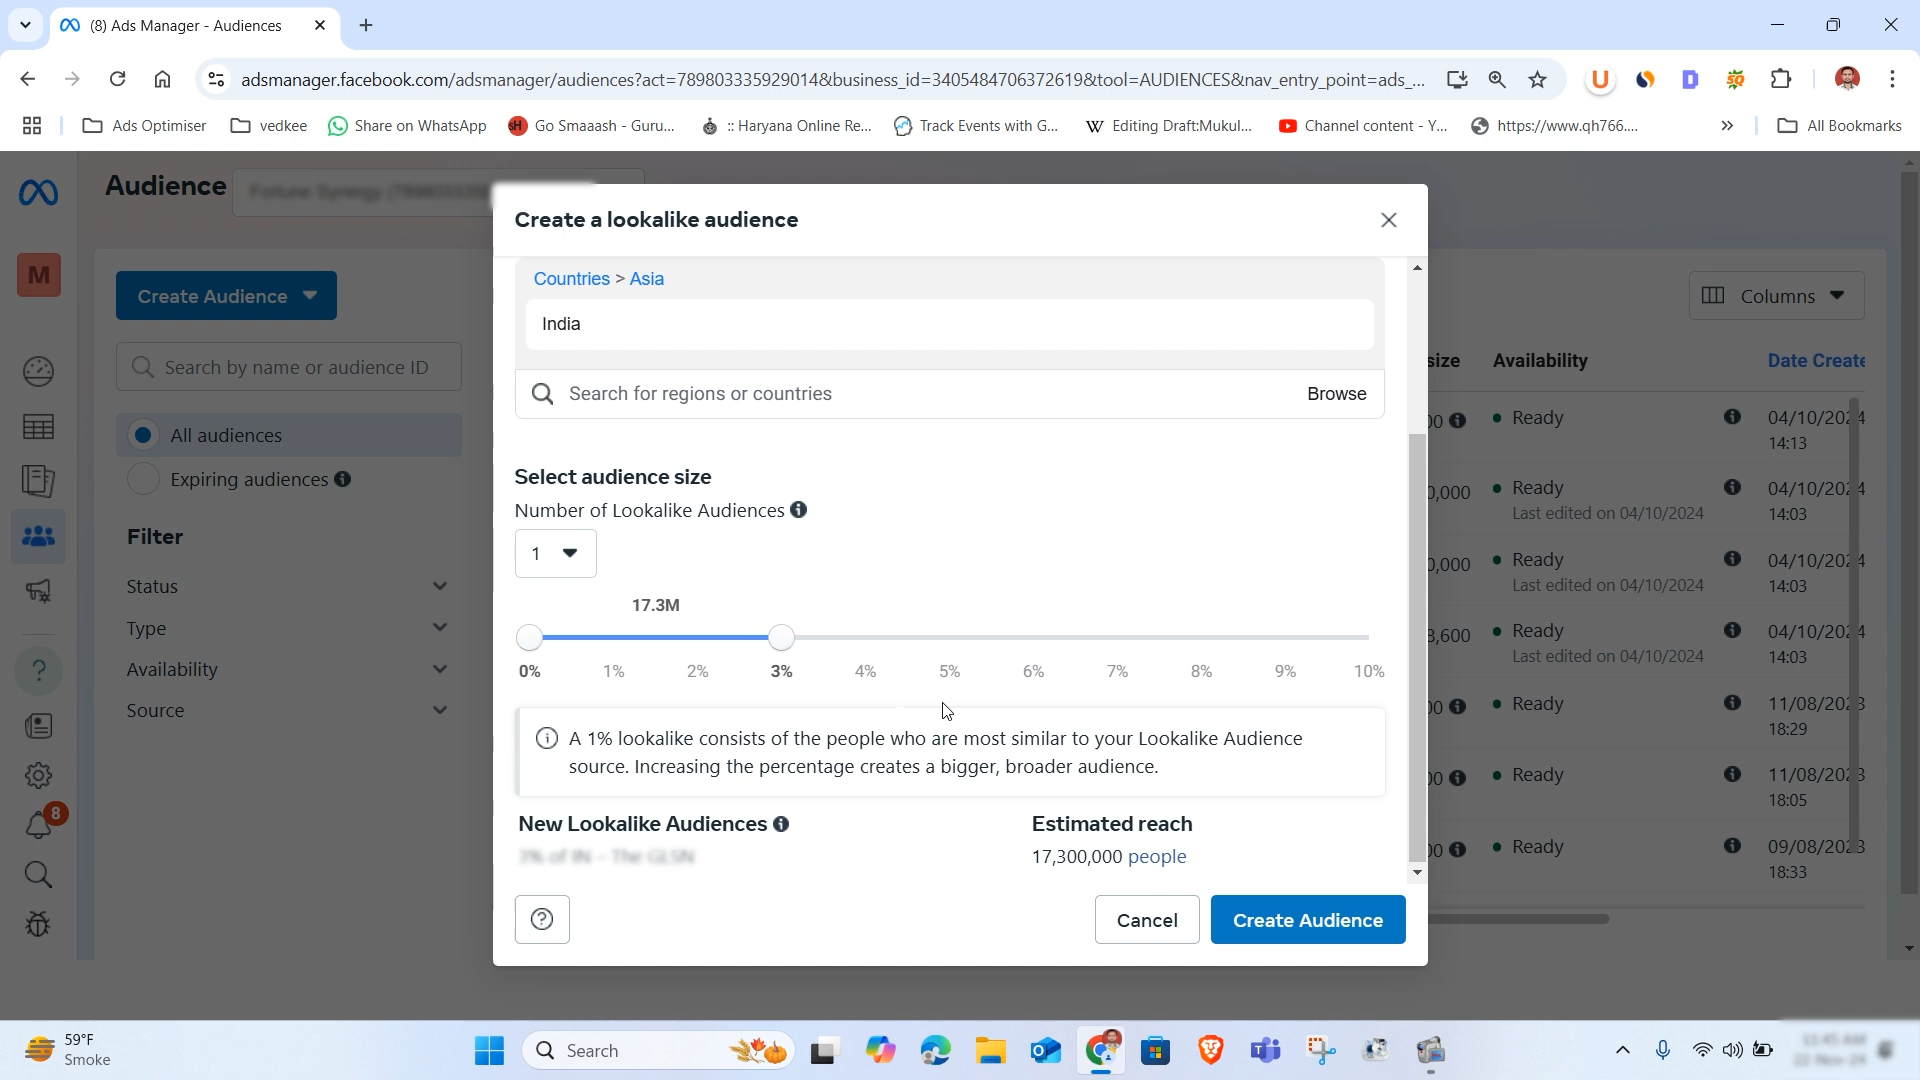 (8) Ads Manager - Audiences
adsmanager.facebook.com/adsmanager/audiences?act=789803335929014&business_id=3405484706372619&tool=AUDIENCES&nav_entry_point=ads_...
Ads Optimiser
vedkee
Share on WhatsApp
Go Smaaash - Guru...
:: Haryana Online Re...
Track Events with G...
Editing Draft:Mukul...
Channel content - Y...
https://www.qh766....
All Bookmarks
Audience
M
Create Audience
Search by name or audience ID
All audiences
Expiring audiences
Filter
Status
Type
Availability
Source
8
Create a lookalike audience
Countries > Asia
India
Search for regions or countries
Browse
Select audience size
Number of Lookalike Audiences
1
17.3M
0% 1% 2% 3% 4% 5% 6% 7% 8% 9% 10%
A 1% lookalike consists of the people who are most similar to your Lookalike Audience
source. Increasing the percentage creates a bigger, broader audience.
New Lookalike Audiences
Estimated reach
17,300,000 people
Cancel
Create Audience
Columns
size Availability Date Create
00 Ready 04/10/2024
14:13
0,000 Ready 04/10/2024
Last edited on 04/10/2024 14:03
0,000 Ready 04/10/2024
Last edited on 04/10/2024 14:03
3,600 Ready 04/10/2024
Last edited on 04/10/2024 14:03
00 Ready 11/08/2023
18:29
00 Ready 11/08/2023
18:05
00 Ready 09/08/2023
18:33
59°F
Smoke
Search